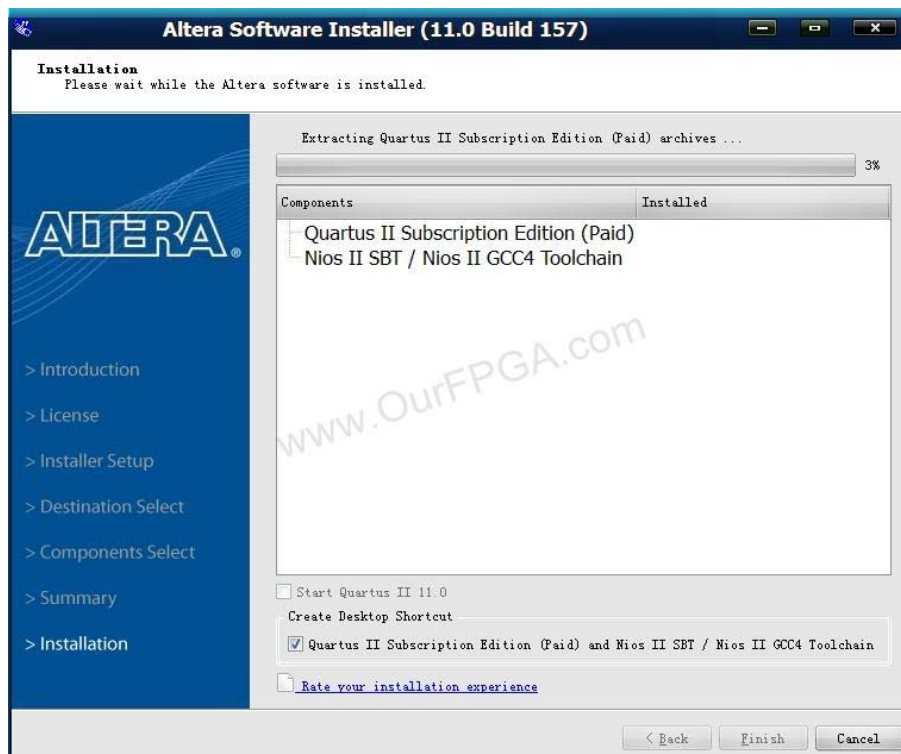 Altera Software Installer (11.0 Build 157)
Installation
Please wait while the Altera software is installed.
Extracting Quartus II Subscription Edition (Paid) archives ...
3%
Components
Installed
Quartus II Subscription Edition (Paid)
Nios II SBT / Nios II GCC4 Toolchain
www.OurFPGA.com
ALTERA®
> Introduction
> License
> Installer Setup
> Destination Select
> Components Select
> Summary
> Installation
Start Quartus II 11.0
Create Desktop Shortcut
Quartus II Subscription Edition (Paid) and Nios II SBT / Nios II GCC4 Toolchain
Rate your installation experience
< Back
Finish
Cancel